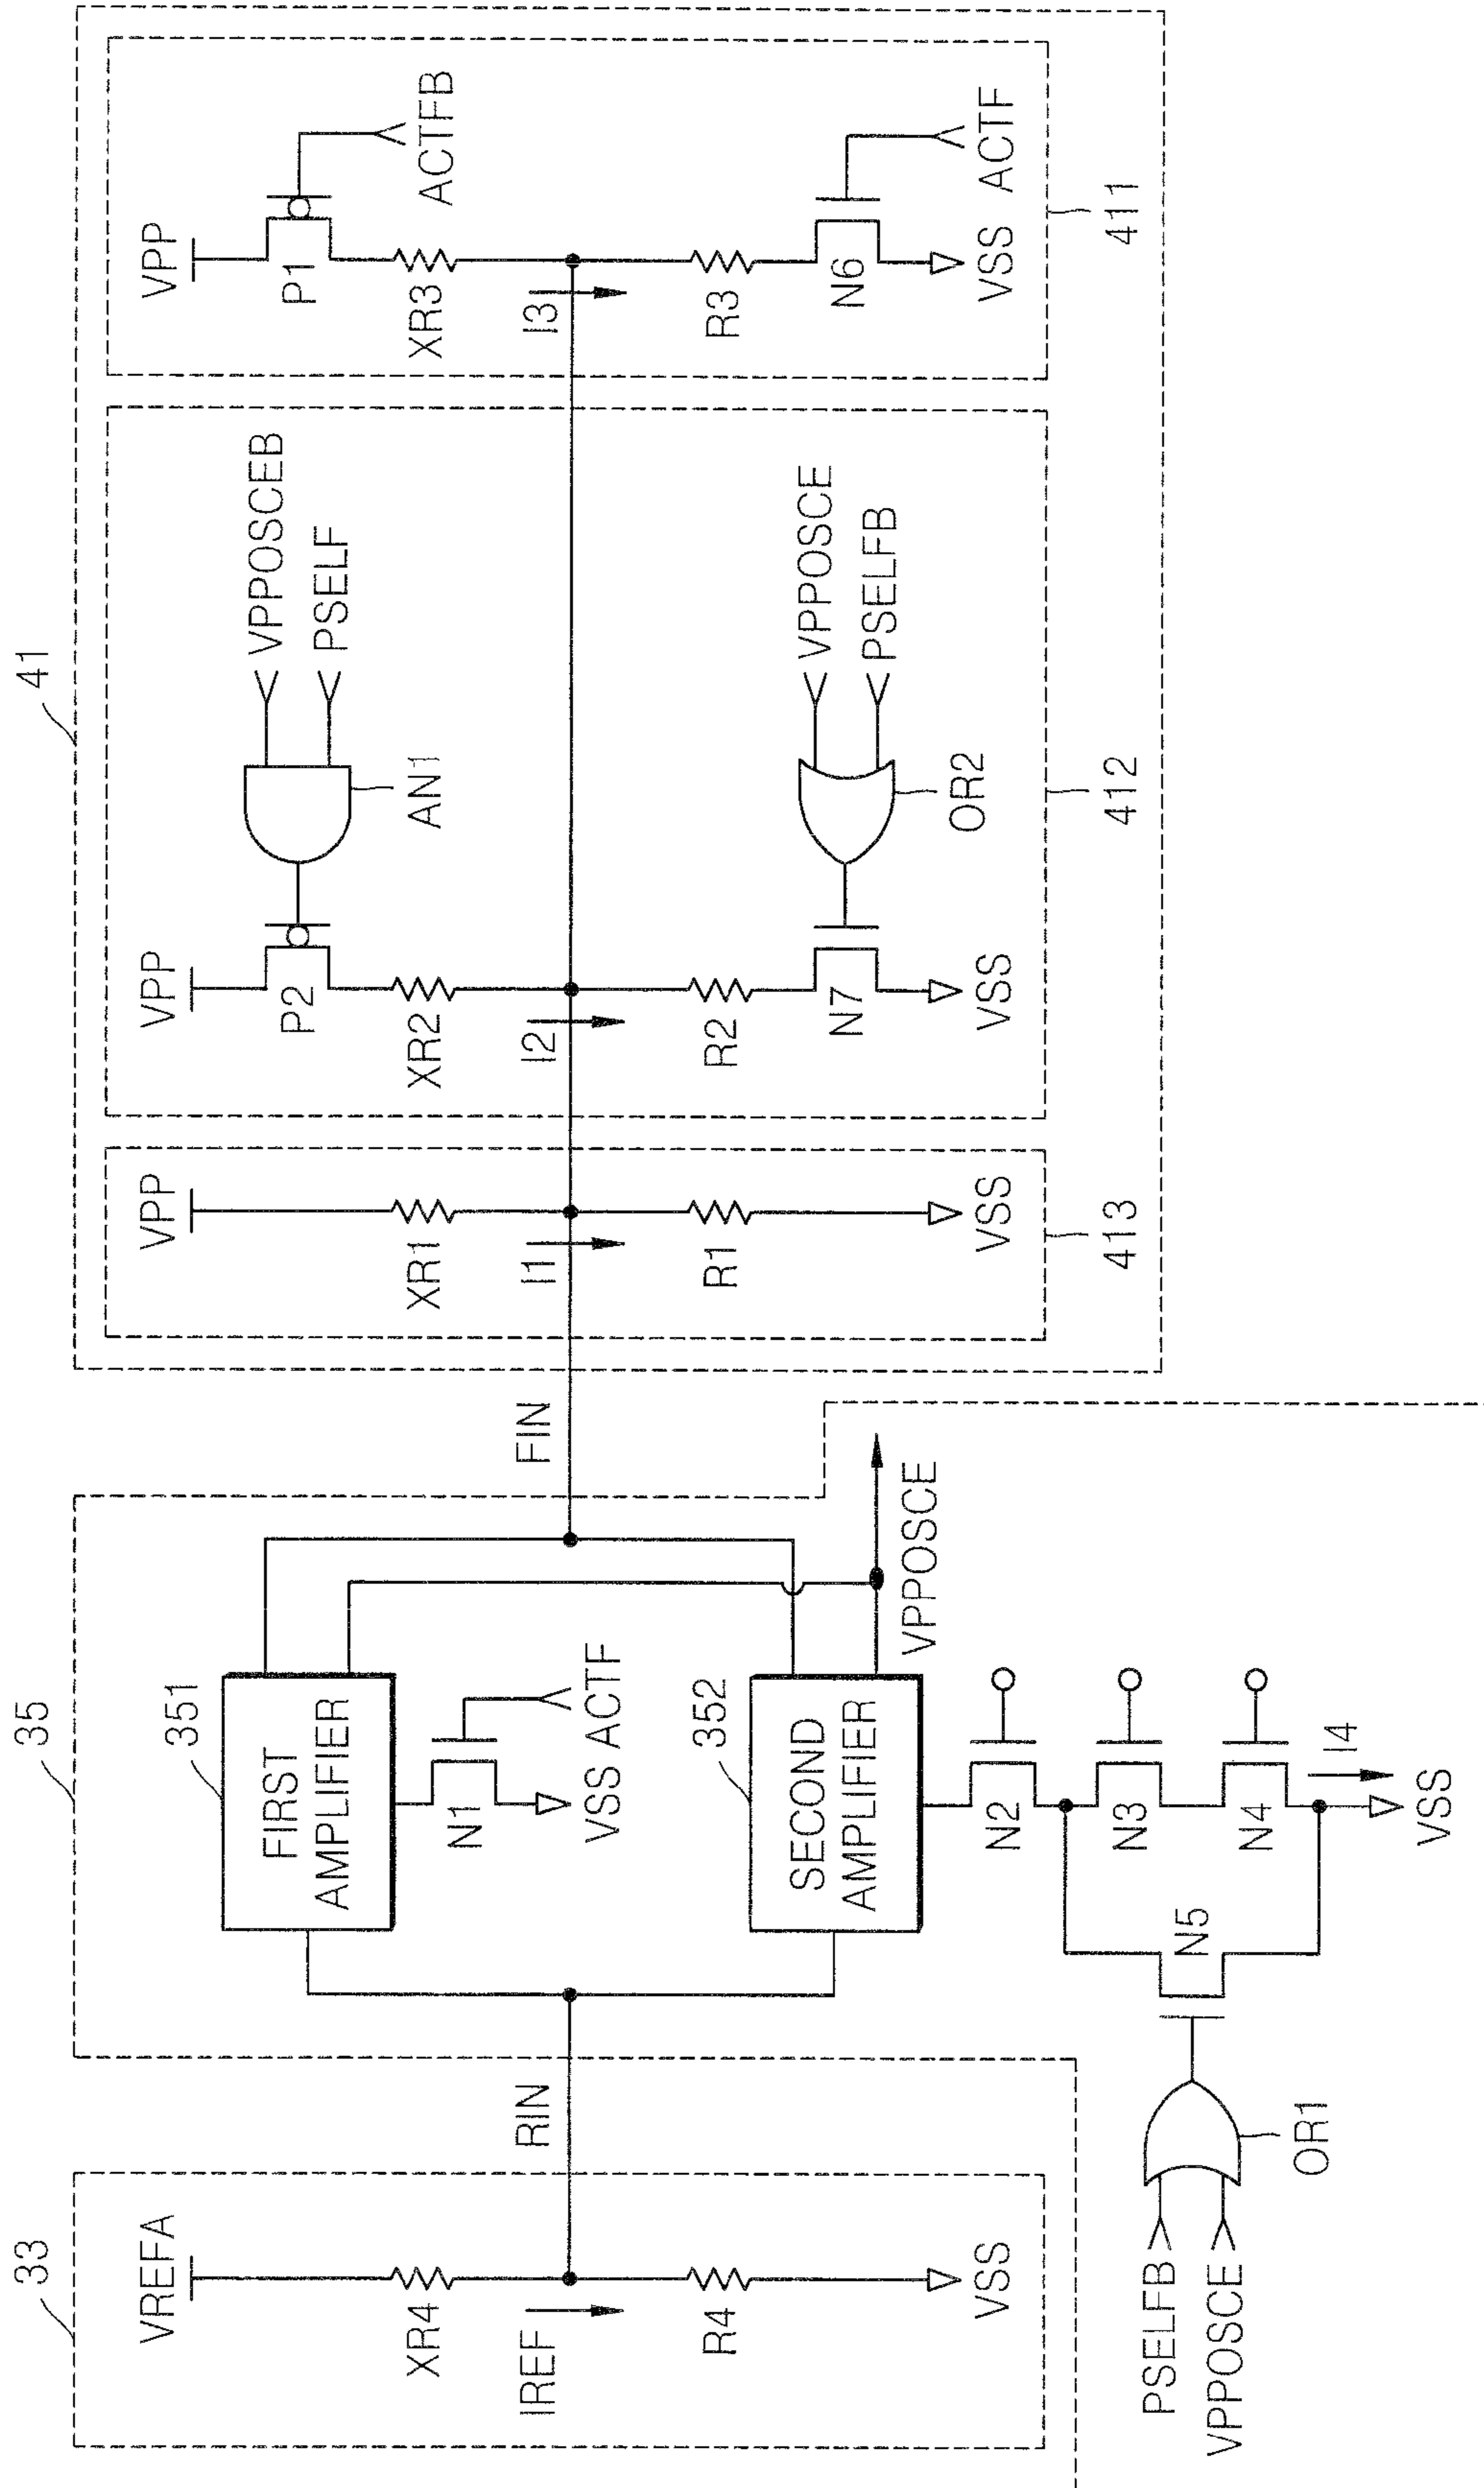 33
VREFA
XR4
IREF
R4
VSS
RIN
35
351
FIRST
AMPLIFIER
N1
VSS
ACTF
352
SECOND
AMPLIFIER
VPPOSCE
N2
N3
N4
N5
I4
VSS
OR1
PSELFB
VPPOSCE
FIN
41
VPP
XR1
I1
R1
VSS
413
VPP
P2
XR2
I2
R2
N7
VSS
AN1
VPPOSCEB
PSELF
OR2
VPPOSCE
PSELFB
412
VPP
P1
ACTFB
XR3
I3
R3
N6
ACTF
VSS
411